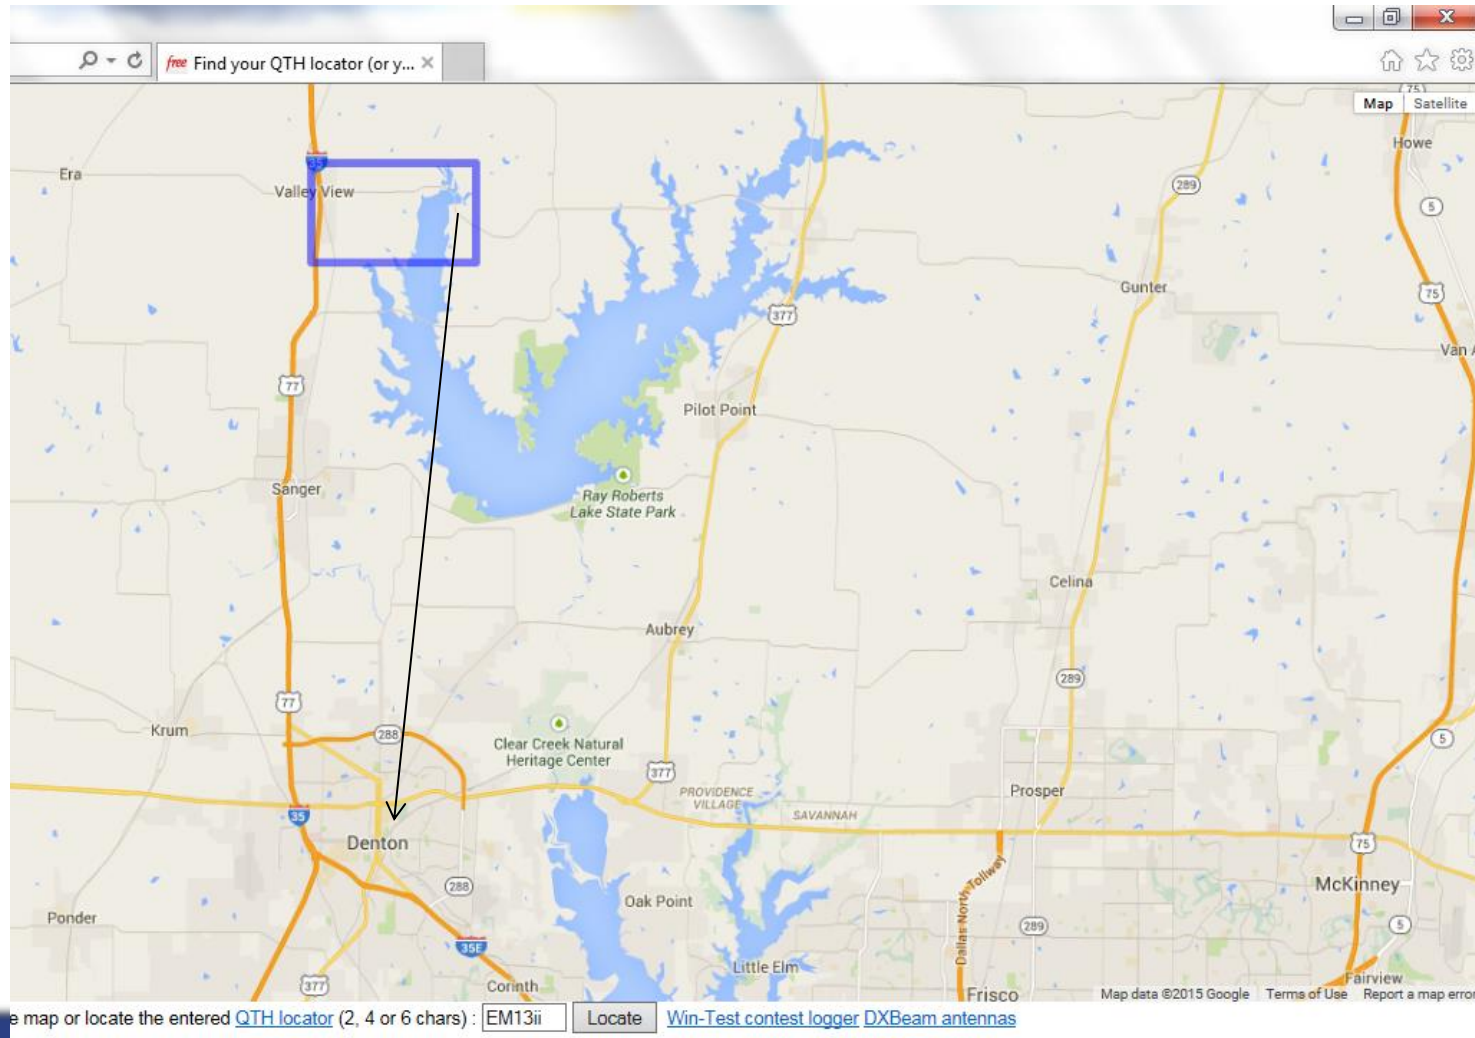 free Find your QTH locator (or y...
Map Satellite
75
Howe
Era
35
289
Valley View
5
Gunter
75
377
Van
77
Pilot Point
Sanger
Ray Roberts
Lake State Park
Celina
Aubrey
289
77
Krum
288
Clear Creek Natural
Heritage Center
5
377
PROVIDENCE
VILLAGE
Prosper
35
SAVANNAH
Denton
75
288
Dallas North Tollway
McKinney
Oak Point
Ponder
289
5
35E
Little Elm
377
Corinth
Fairview
Frisco
Map data ©2015 Google Terms of Use Report a map error
e map or locate the entered QTH locator (2, 4 or 6 chars) : EM13ii Locate Win-Test contest logger DXBeam antennas